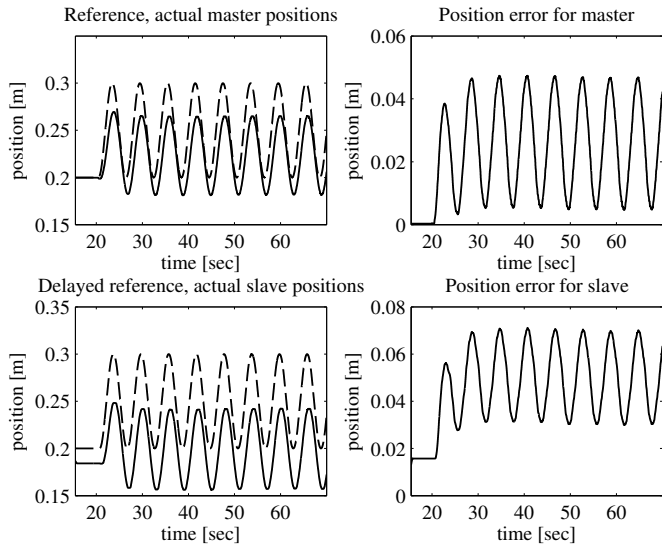 Reference, actual master positions
0.3
0.25
0.2
0.15
position [m]
20 30 40 50 60
time [sec]
Position error for master
0.06
0.04
0.02
0
position [m]
20 30 40 50 60
time [sec]
Delayed reference, actual slave positions
0.35
0.3
0.25
0.2
0.15
position [m]
20 30 40 50 60
time [sec]
Position error for slave
0.08
0.06
0.04
0.02
0
position [m]
20 30 40 50 60
time [sec]